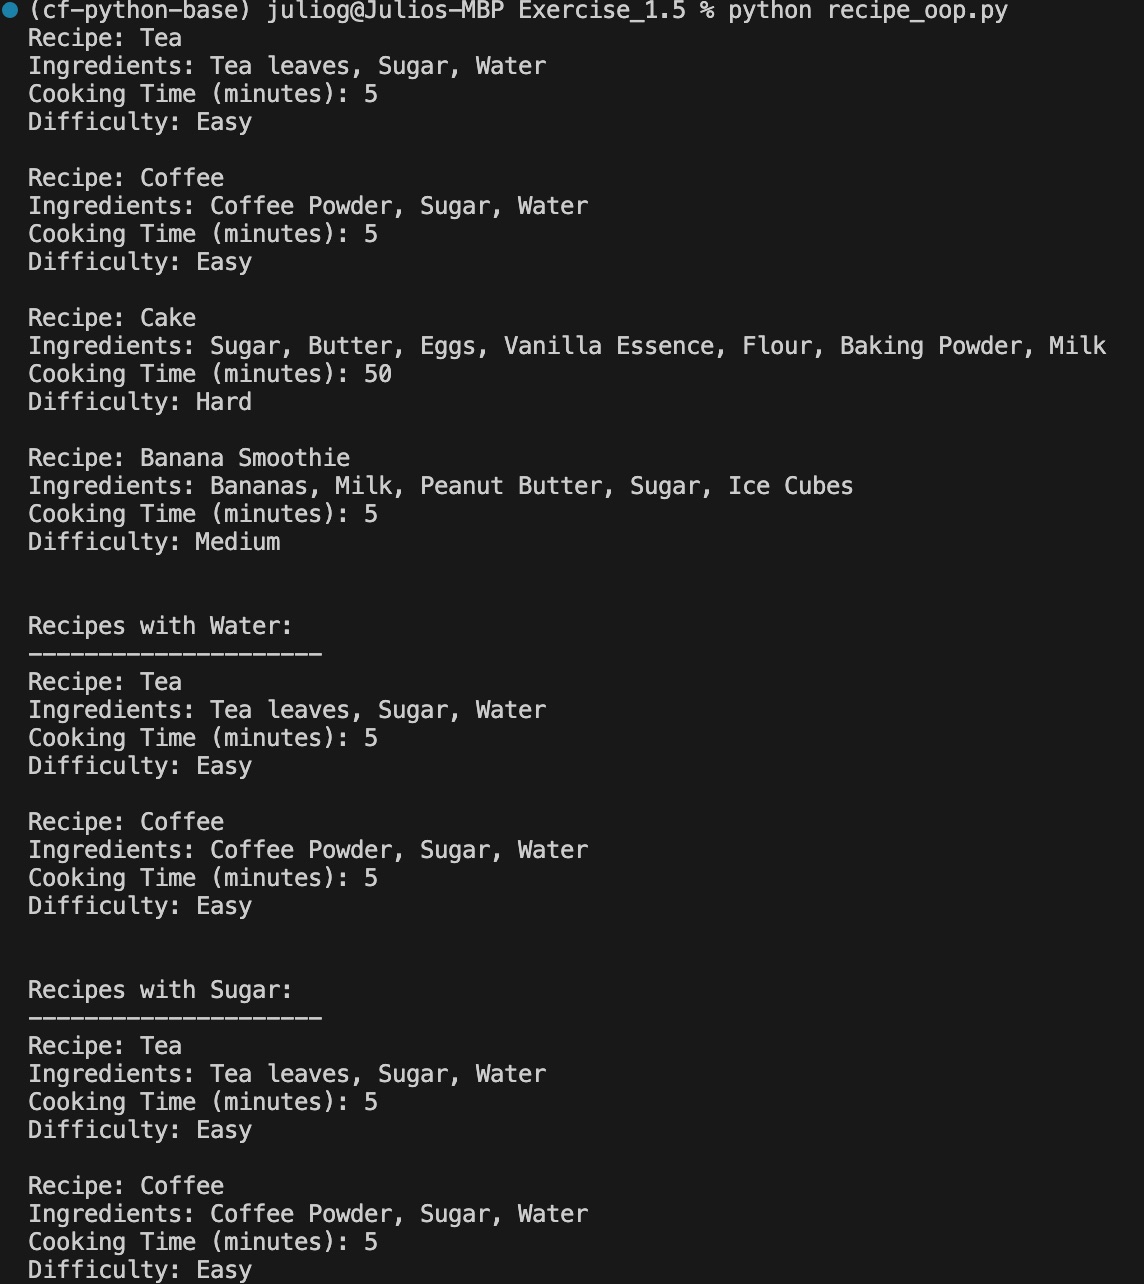 (cf-python-base) juliog@Julios-MBP Exercise_1.5 % python recipe_oop.py
Recipe: Tea
Ingredients: Tea leaves, Sugar, Water
Cooking Time (minutes): 5
Difficulty: Easy

Recipe: Coffee
Ingredients: Coffee Powder, Sugar, Water
Cooking Time (minutes): 5
Difficulty: Easy

Recipe: Cake
Ingredients: Sugar, Butter, Eggs, Vanilla Essence, Flour, Baking Powder, Milk
Cooking Time (minutes): 50
Difficulty: Hard

Recipe: Banana Smoothie
Ingredients: Bananas, Milk, Peanut Butter, Sugar, Ice Cubes
Cooking Time (minutes): 5
Difficulty: Medium


Recipes with Water:
---------------------
Recipe: Tea
Ingredients: Tea leaves, Sugar, Water
Cooking Time (minutes): 5
Difficulty: Easy

Recipe: Coffee
Ingredients: Coffee Powder, Sugar, Water
Cooking Time (minutes): 5
Difficulty: Easy


Recipes with Sugar:
---------------------
Recipe: Tea
Ingredients: Tea leaves, Sugar, Water
Cooking Time (minutes): 5
Difficulty: Easy

Recipe: Coffee
Ingredients: Coffee Powder, Sugar, Water
Cooking Time (minutes): 5
Difficulty: Easy